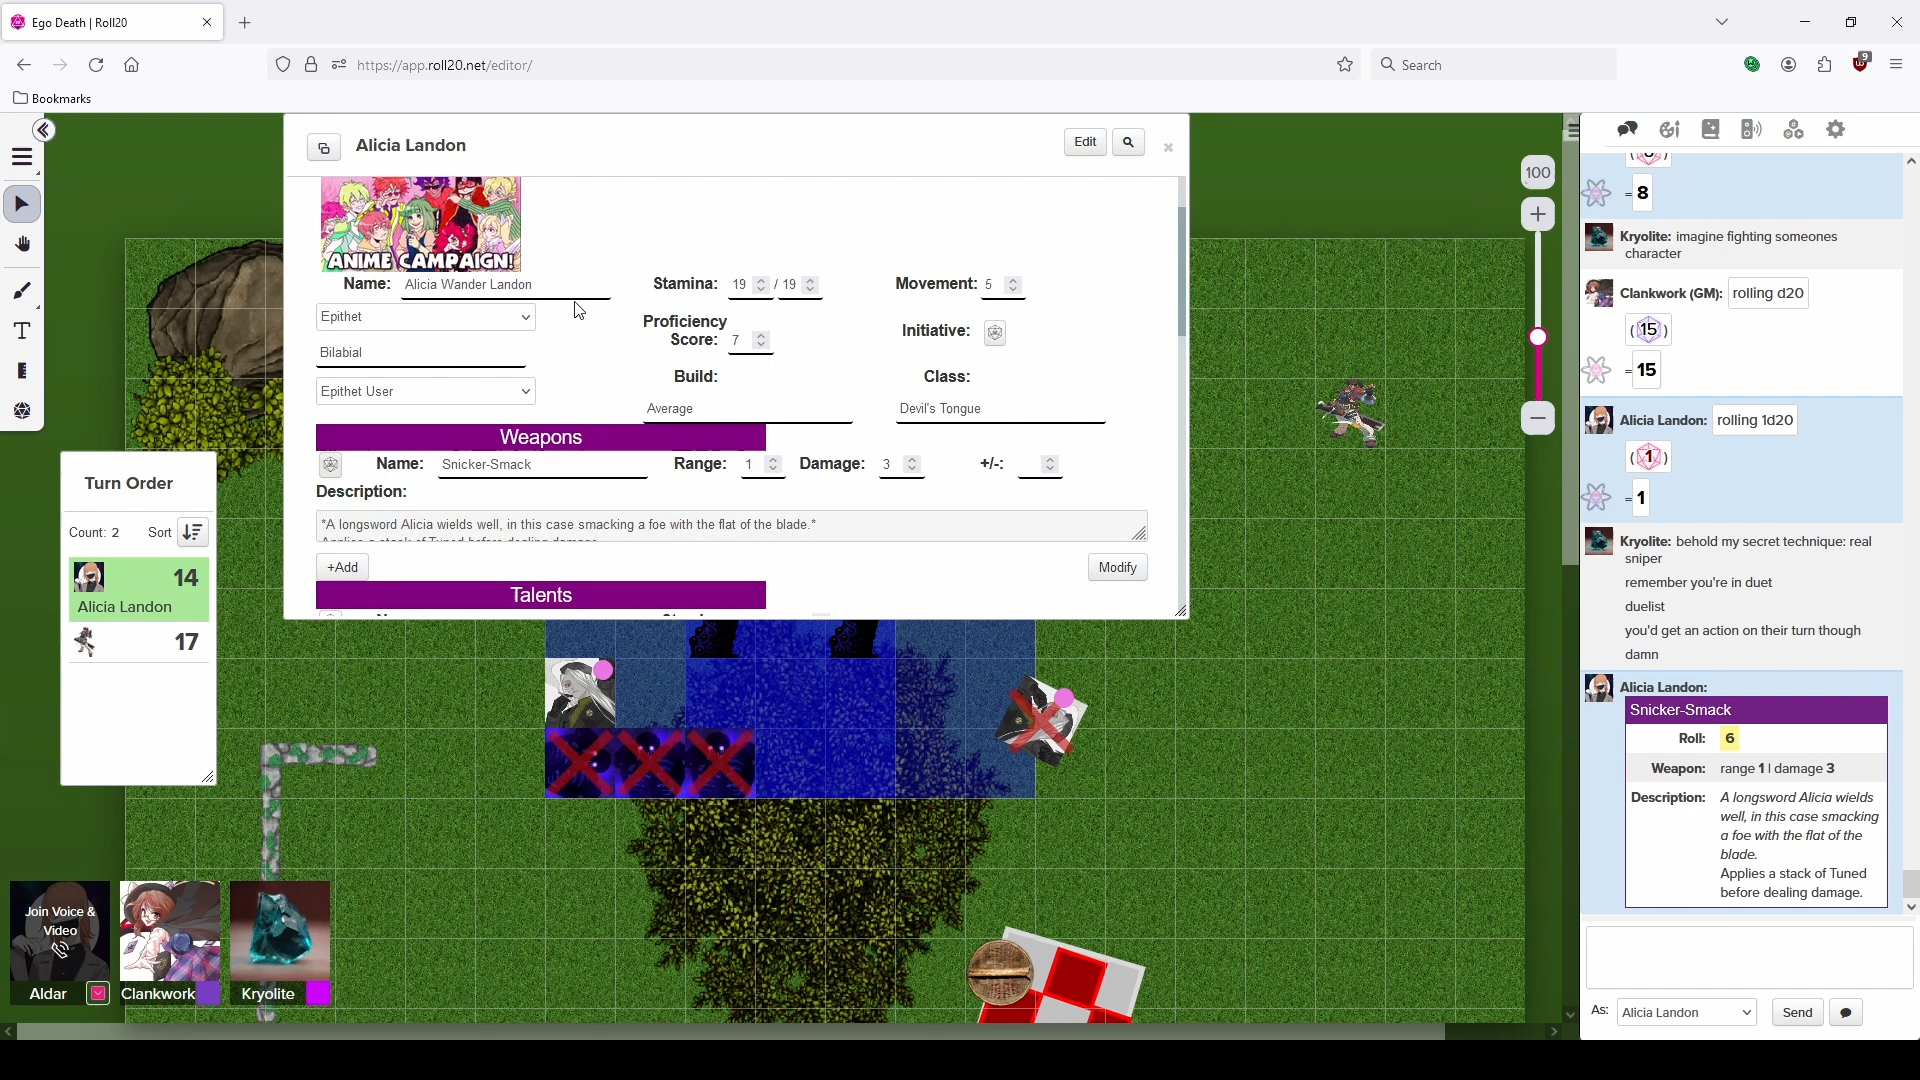 Ego Death | Roll20
https://app.roll20.net/editor/
Search
9
Bookmarks
Alicia Landon
Edit
ANIME CAMPAIGN!
Name: Alicia Wander Landon
Stamina: 19 / 19
Movement: 5
Epithet
Proficiency
Score: 7
Initiative:
Bilabial
Build:
Class:
Epithet User
Average
Devil's Tongue
Weapons
Name: Snicker-Smack
Range: 1
Damage: 3
+/-:
Description:
*A longsword Alicia wields well, in this case smacking a foe with the flat of the blade.*
Applies a stack of Tuned before dealing damage.
+Add
Modify
Talents
Turn Order
Count: 2
Sort
14
Alicia Landon
17
100
Join Voice &
Video
Aldar
Clankwork
Kryolite
= 8
Kryolite: imagine fighting someones
character
Clankwork (GM): rolling d20
(15)
= 15
Alicia Landon: rolling 1d20
(1)
= 1
Kryolite: behold my secret technique: real
sniper
remember you're in duet
duelist
you'd get an action on their turn though
damn
Alicia Landon:
Snicker-Smack
Roll: 6
Weapon: range 1 | damage 3
Description: A longsword Alicia wields
well, in this case smacking
a foe with the flat of the
blade.
Applies a stack of Tuned
before dealing damage.
As: Alicia Landon
Send